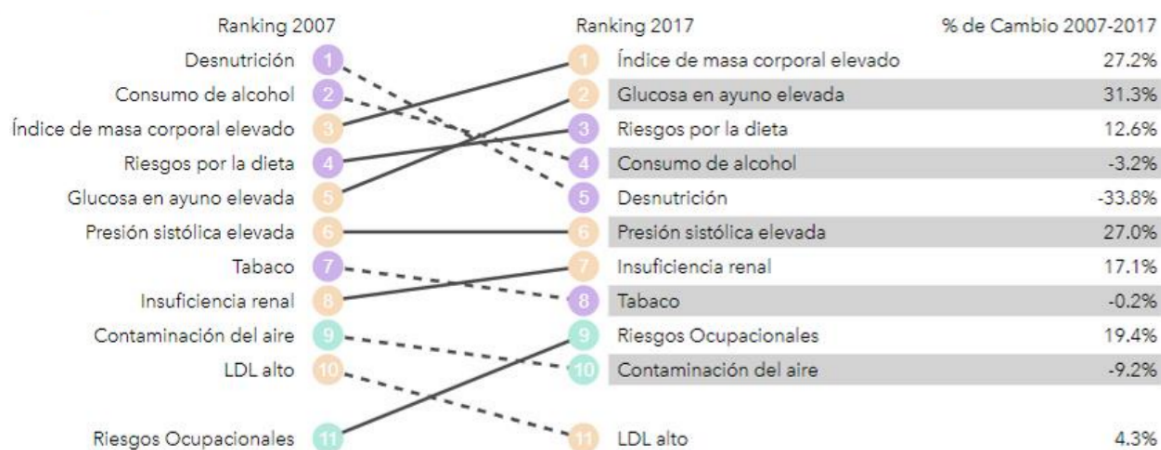 Ranking 2007 Ranking 2017 % de Cambio 2007-2017
Desnutrición 1 1 Índice de masa corporal elevado 27.2%
Consumo de alcohol 2 2 Glucosa en ayuno elevada 31.3%
Índice de masa corporal elevado 3 3 Riesgos por la dieta 12.6%
Riesgos por la dieta 4 4 Consumo de alcohol -3.2%
Glucosa en ayuno elevada 5 5 Desnutrición -33.8%
Presión sistólica elevada 6 6 Presión sistólica elevada 27.0%
Tabaco 7 7 Insuficiencia renal 17.1%
Insuficiencia renal 8 8 Tabaco -0.2%
Contaminación del aire 9 9 Riesgos Ocupacionales 19.4%
LDL alto 10 10 Contaminación del aire -9.2%
Riesgos Ocupacionales 11 11 LDL alto 4.3%